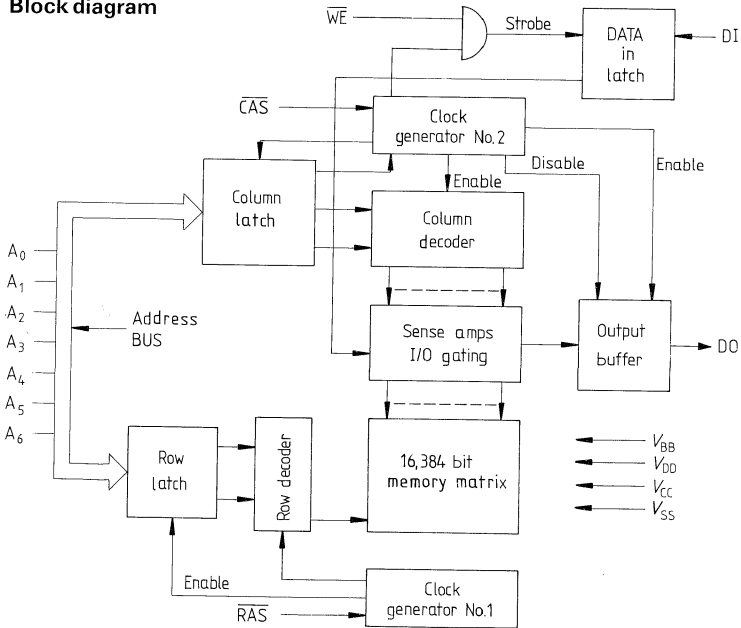 Block diagram
WE
Strobe
DATA
in
latch
DI
CAS
Clock
generator No.2
Disable
Enable
Enable
Column
latch
Column
decoder
A0
A1
A2
A3
A4
A5
A6
Address
BUS
Sense amps
I/O gating
Output
buffer
DO
Row
latch
Row decoder
16,384 bit
memory matrix
VBB
VDD
VCC
VSS
Enable
RAS
Clock
generator No.1